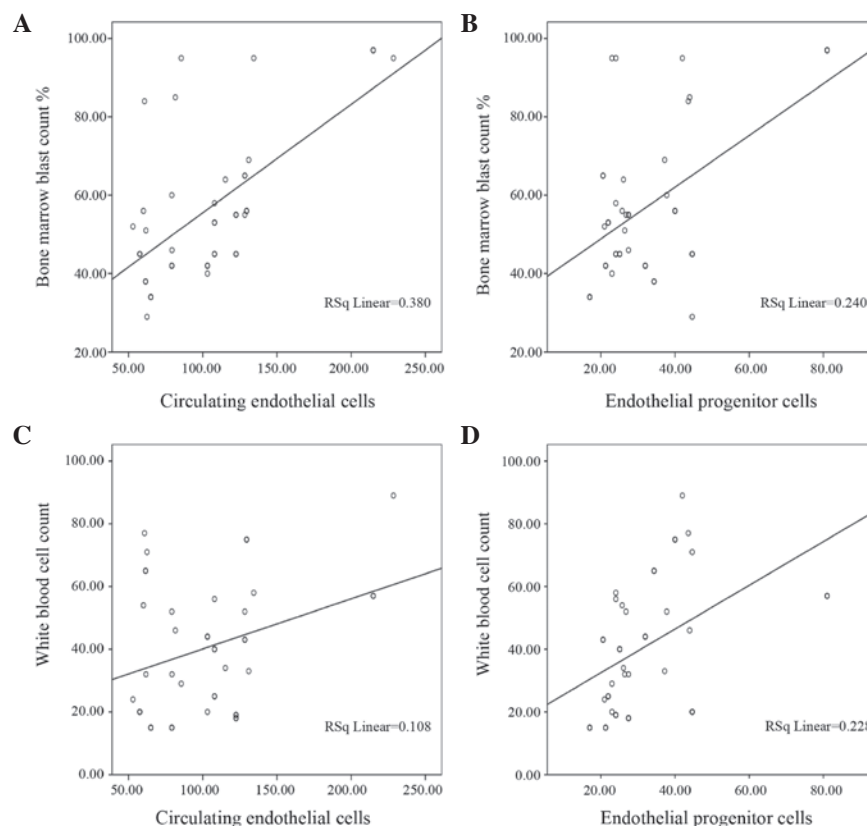 A
100.00
80.00
60.00
40.00
20.00
Bone marrow blast count %
RSq Linear=0.380
50.00 100.00 150.00 200.00 250.00
Circulating endothelial cells
B
100.00
80.00
60.00
40.00
20.00
Bone marrow blast count %
RSq Linear=0.240
20.00 40.00 60.00 80.00
Endothelial progenitor cells
C
100.00
80.00
60.00
40.00
20.00
0.00
White blood cell count
RSq Linear=0.108
50.00 100.00 150.00 200.00 250.00
Circulating endothelial cells
D
100.00
80.00
60.00
40.00
20.00
0.00
White blood cell count
RSq Linear=0.228
20.00 40.00 60.00 80.00
Endothelial progenitor cells